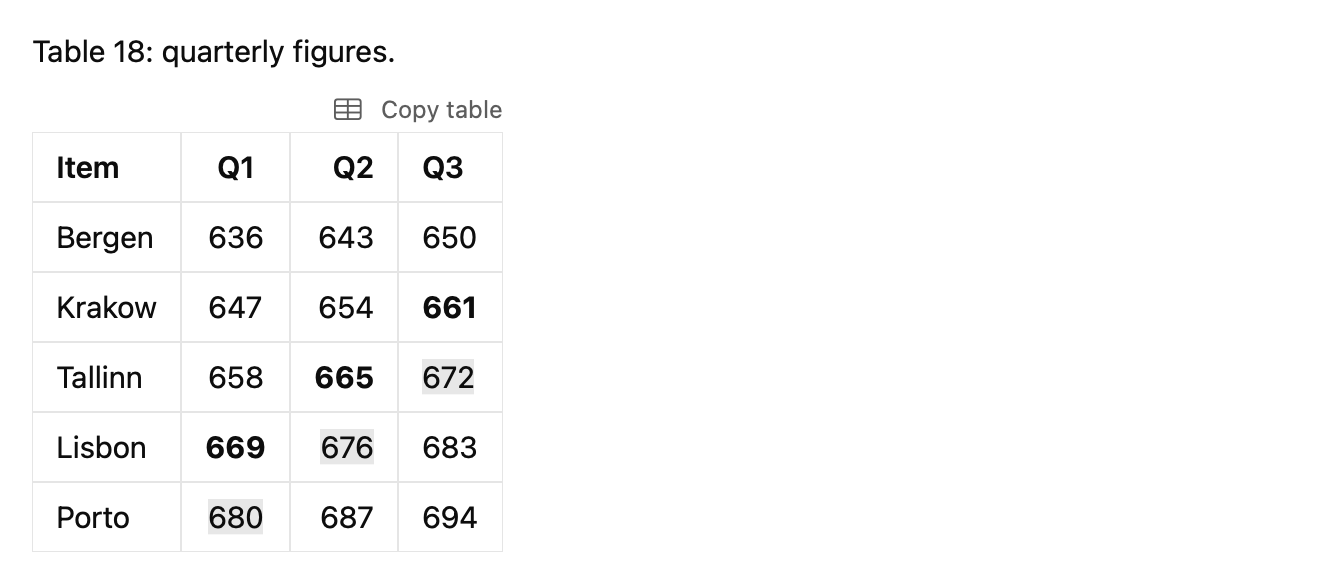 Table 18: quarterly figures.
Copy table
Item Q1 Q2 Q3
Bergen 636 643 650
Krakow 647 654 661
Tallinn 658 665 672
Lisbon 669 676 683
Porto 680 687 694